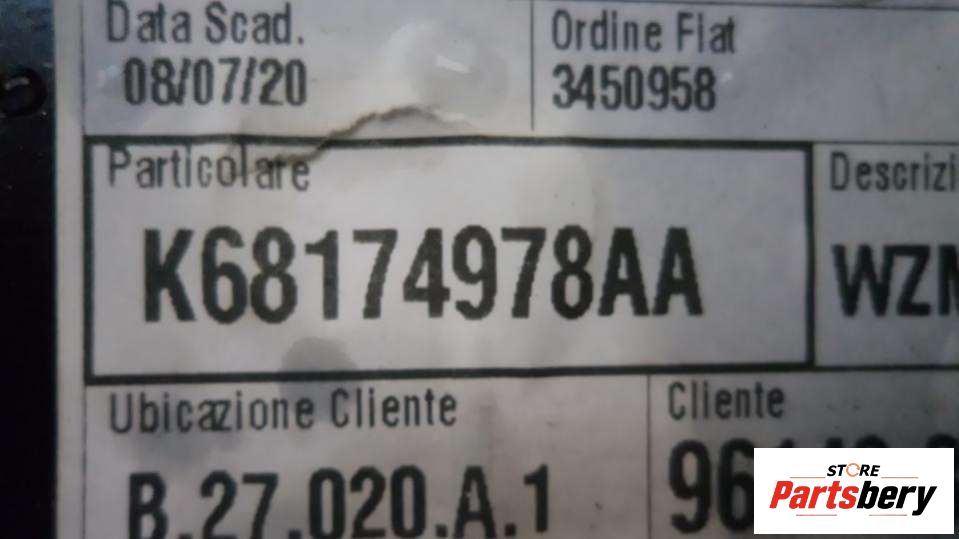 Data Scad.
08/07/20
Ordine Fiat
3450958
Particolare
K68174978AA
Ubicazione Cliente
B.27.020.A.1
Cliente
STORE
Partsbery